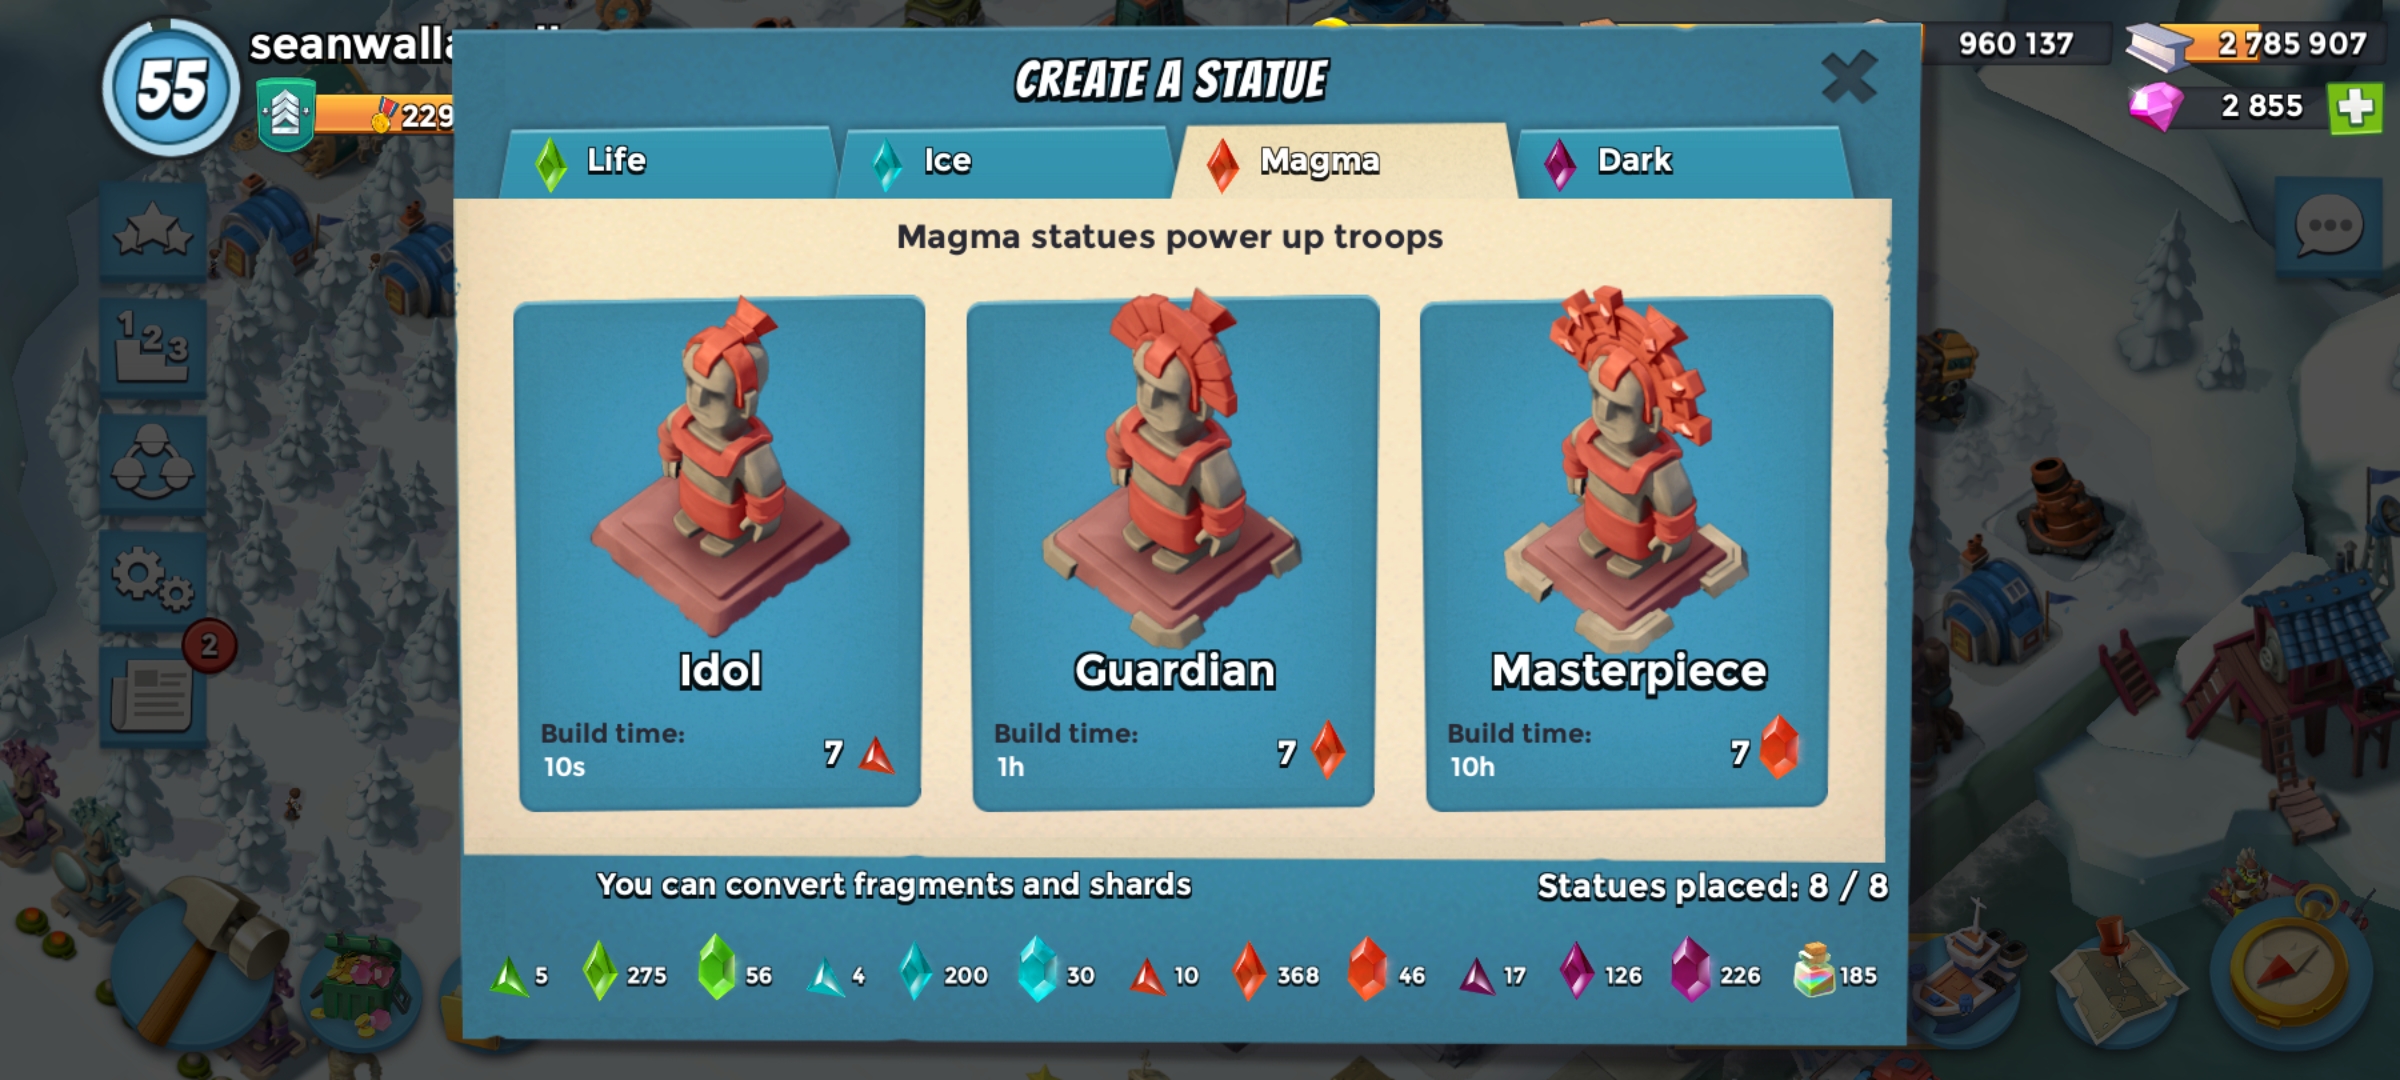 55
CREATE A STATUE
960 137
2 785 907
229
2 855
Life
Ice
Magma
Dark
Magma statues power up troops
1 2 3
2
Idol
Guardian
Masterpiece
Build time:
10s
7
Build time:
1h
7
Build time:
10h
7
You can convert fragments and shards
Statues placed: 8 / 8
5
275
56
4
200
30
10
368
46
17
126
226
185